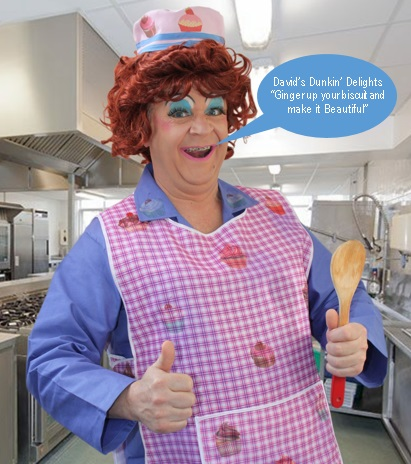 David's Dunkin' Delights
"Ginger up your biscuit and
make it Beautiful"